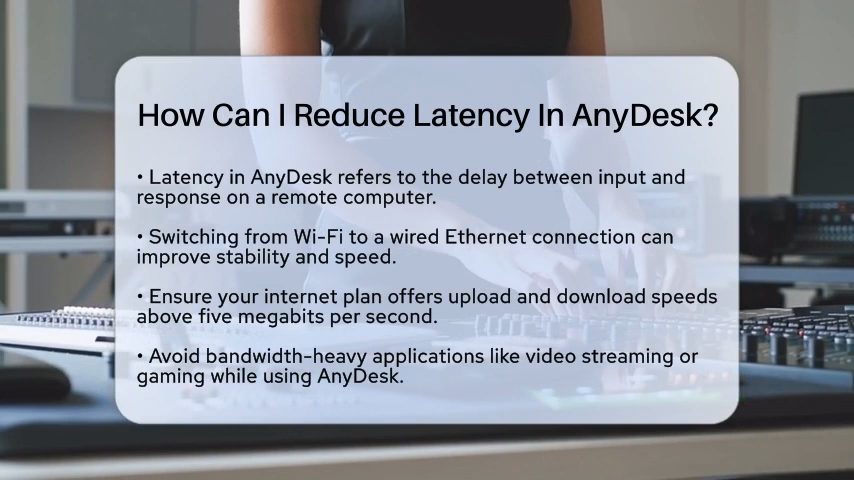 How Can I Reduce Latency In AnyDesk?
• Latency in AnyDesk refers to the delay between input and
response on a remote computer.
• Switching from Wi-Fi to a wired Ethernet connection can
improve stability and speed.
• Ensure your internet plan offers upload and download speeds
above five megabits per second.
• Avoid bandwidth-heavy applications like video streaming or
gaming while using AnyDesk.